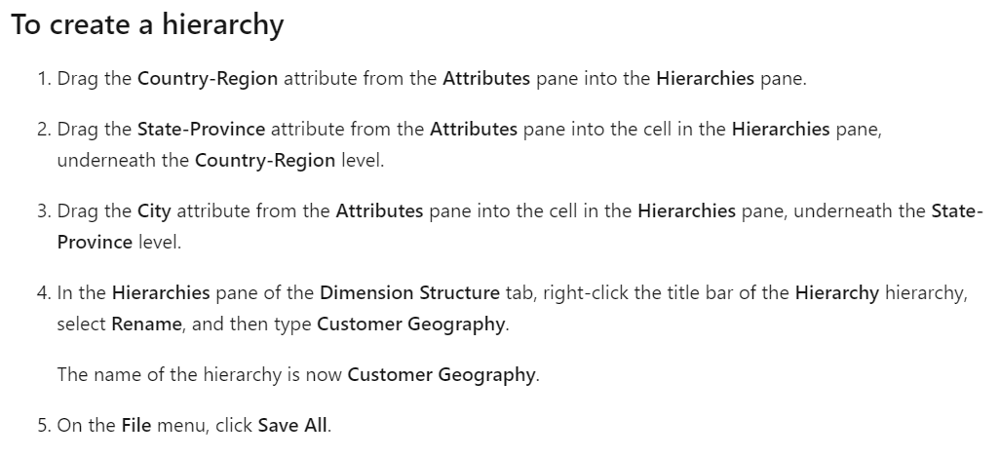 To create a hierarchy
1. Drag the Country-Region attribute from the Attributes pane into the Hierarchies pane.
2. Drag the State-Province attribute from the Attributes pane into the cell in the Hierarchies pane,
underneath the Country-Region level.
3. Drag the City attribute from the Attributes pane into the cell in the Hierarchies pane, underneath the State-
Province level.
4. In the Hierarchies pane of the Dimension Structure tab, right-click the title bar of the Hierarchy hierarchy,
select Rename, and then type Customer Geography.
The name of the hierarchy is now Customer Geography.
5. On the File menu, click Save All.